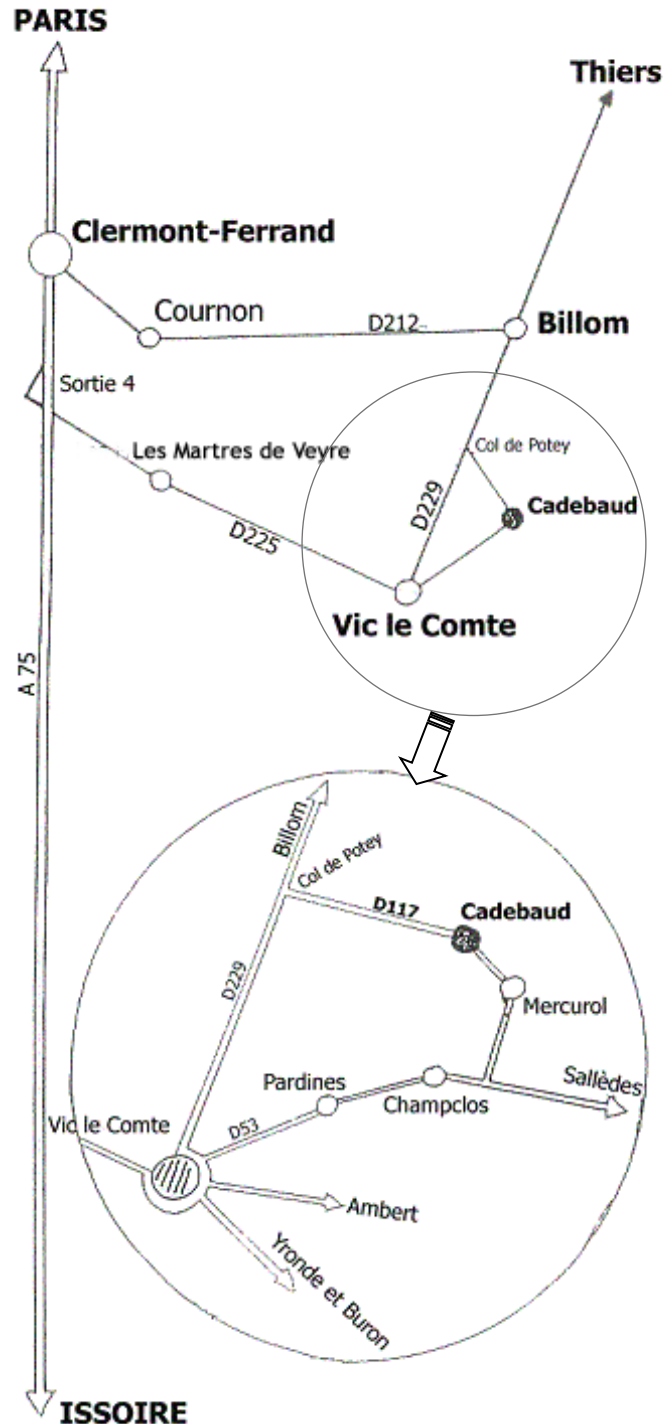 PARIS
Thiers
Clermont-Ferrand
Cournon
D212
Billom
Sortie 4
Les Martres de Veyre
Col de Potey
D229
Cadebaud
D225
Vic le Comte
A 75
Billom
Col de Potey
D117
Cadebaud
D229
Mercurol
Sallèdes
Pardines
Champclos
Vic le Comte
D53
Ambert
Yronde et Buron
ISSOIRE